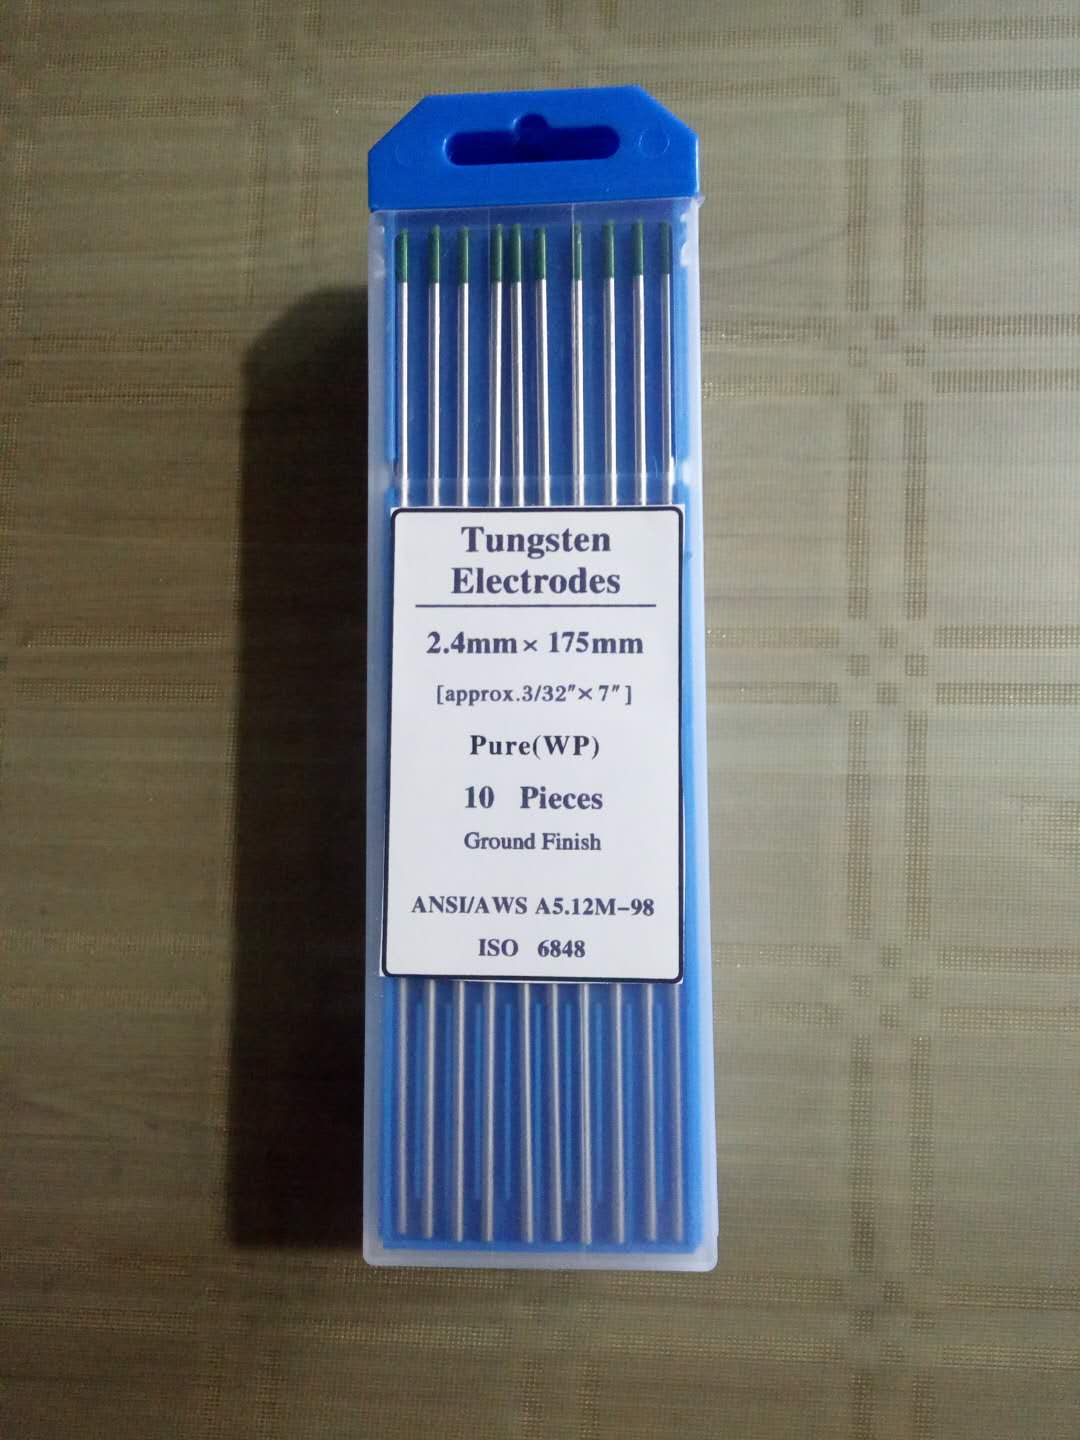 Tungsten
Electrodes
2.4mm× 175mm
[approx.3/32″× 7″]
Pure(WP)
10 Pieces
Ground Finish
ANSI/AWS A5.12M-98
ISO 6848